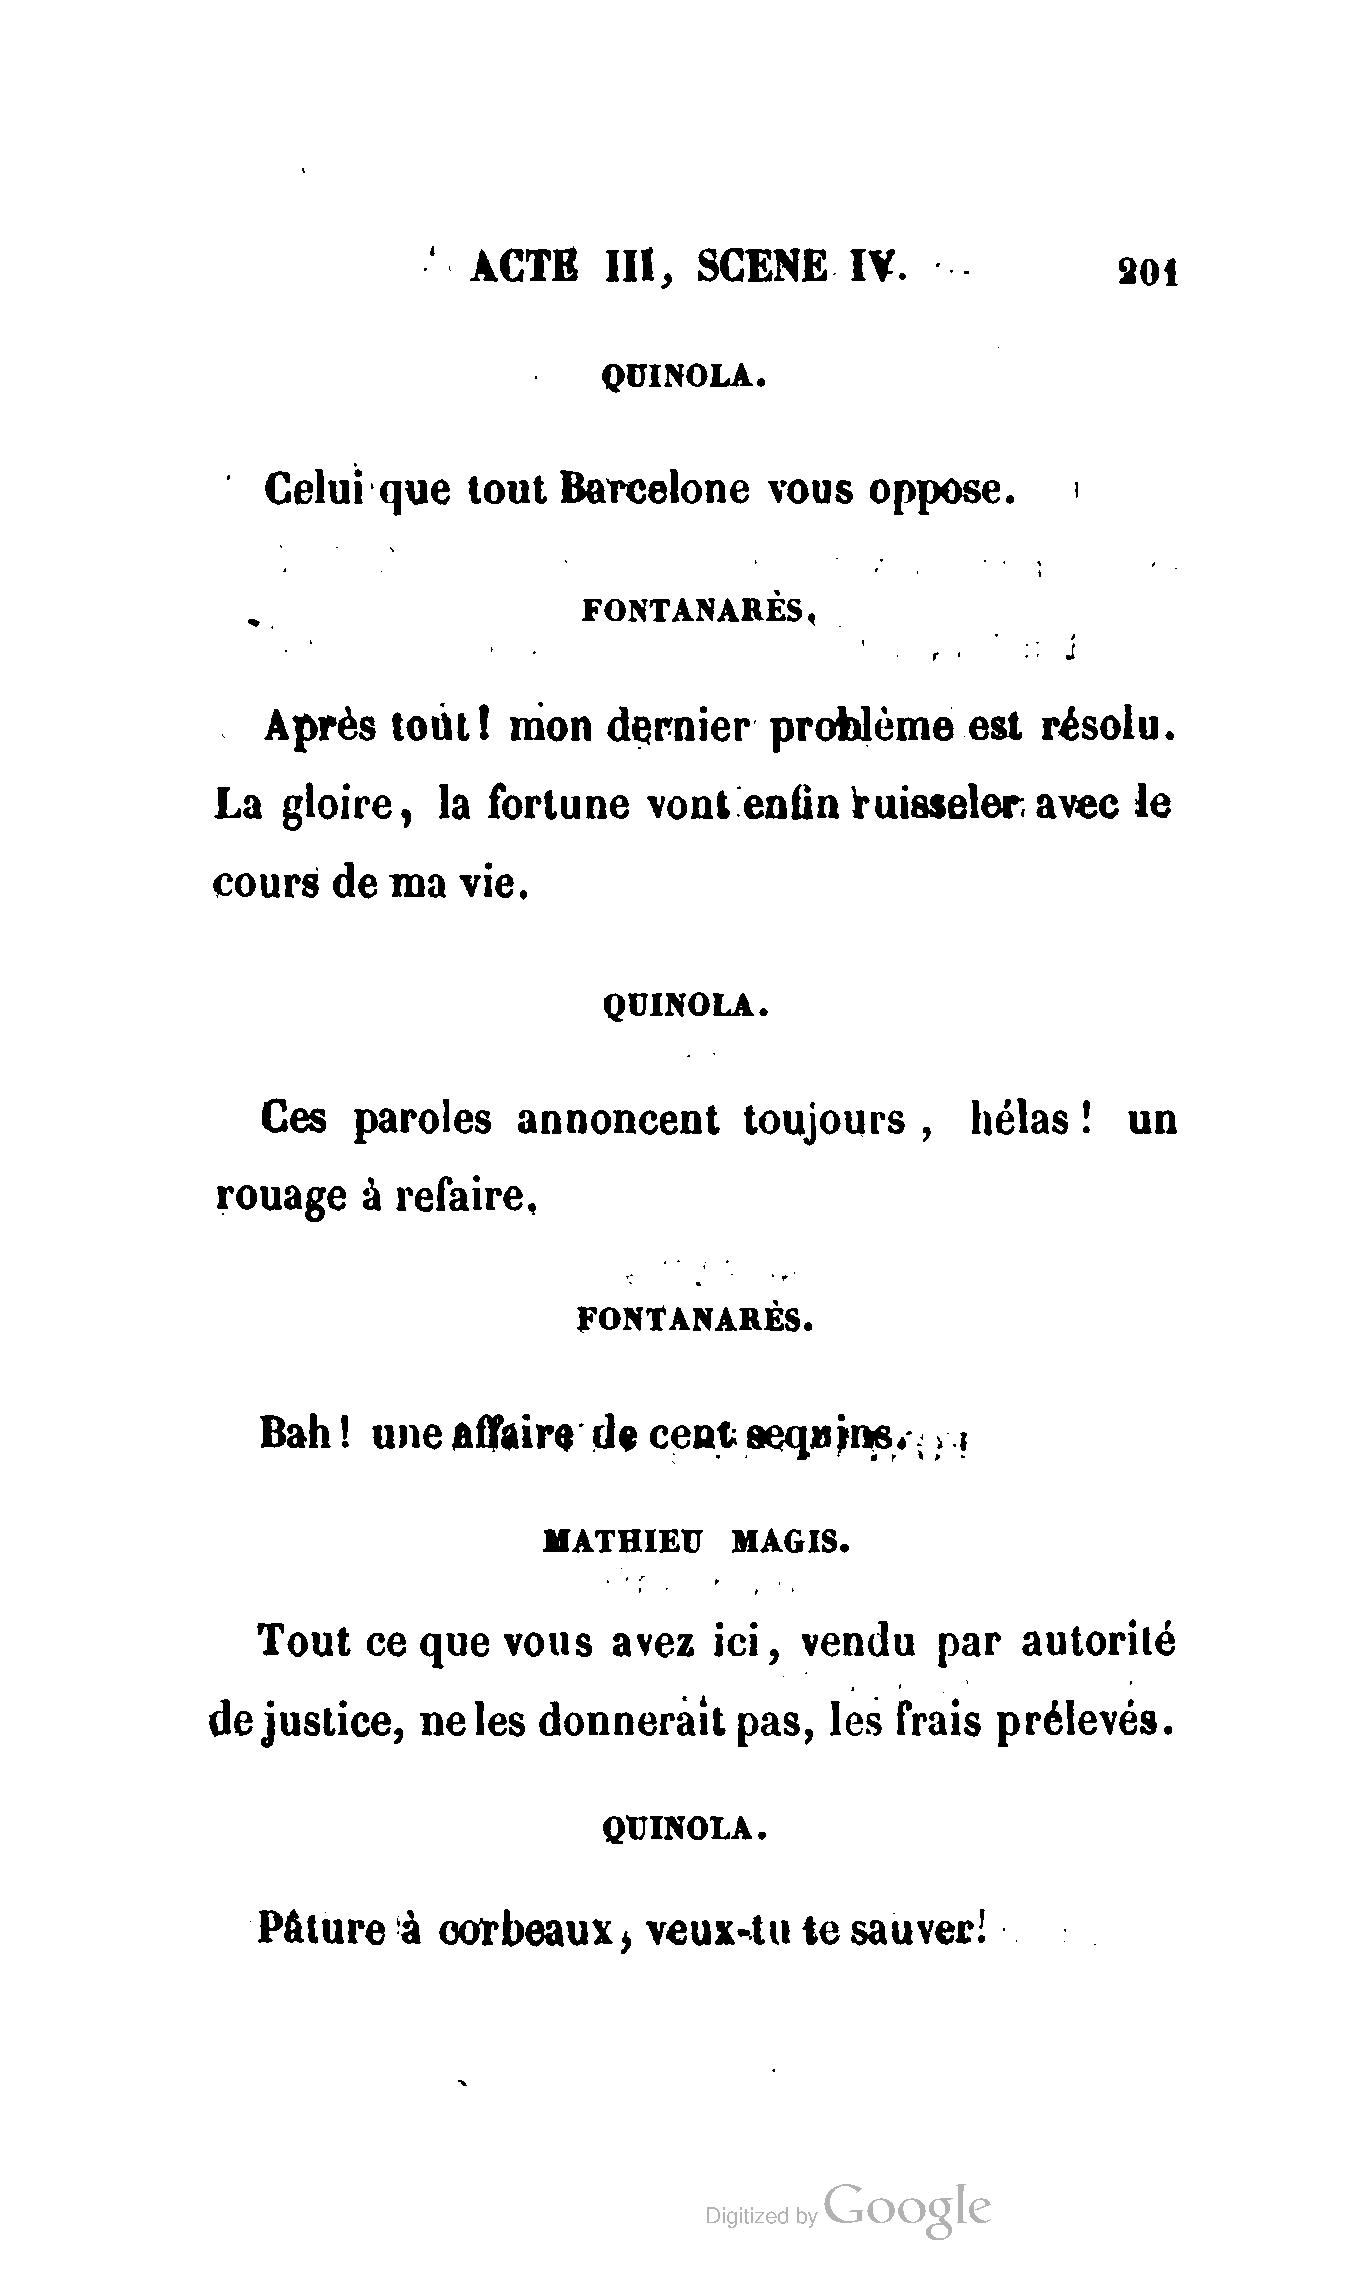 ACTE III, SCENE IV. 201
QUINOLA.
Celui que tout Barcelone vous oppose.
FONTANARÈS,
Après tout! mon dernier problème est résolu.
La gloire, la fortune vont enfin ruisseler avec le
cours de ma vie.
QUINOLA.
Ces paroles annoncent toujours, hélas! un
rouage à refaire.
FONTANARÈS.
Bah! une affaire de cent sequins.
MATHIEU MAGIS.
Tout ce que vous avez ici, vendu par autorité
de justice, ne les donnerait pas, les frais prélevés.
QUINOLA.
Pâture à corbeaux, veux-tu te sauver!
Digitized by Google